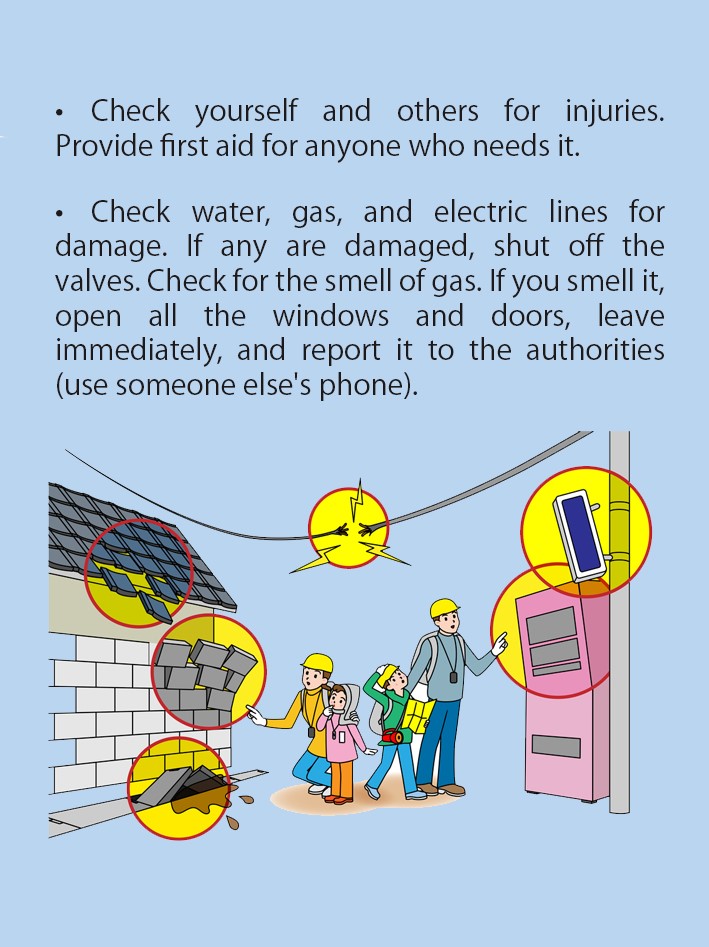 • Check yourself and others for injuries.
Provide first aid for anyone who needs it.
• Check water, gas, and electric lines for
damage. If any are damaged, shut off the
valves. Check for the smell of gas. If you smell it,
open all the windows and doors, leave
immediately, and report it to the authorities
(use someone else's phone).